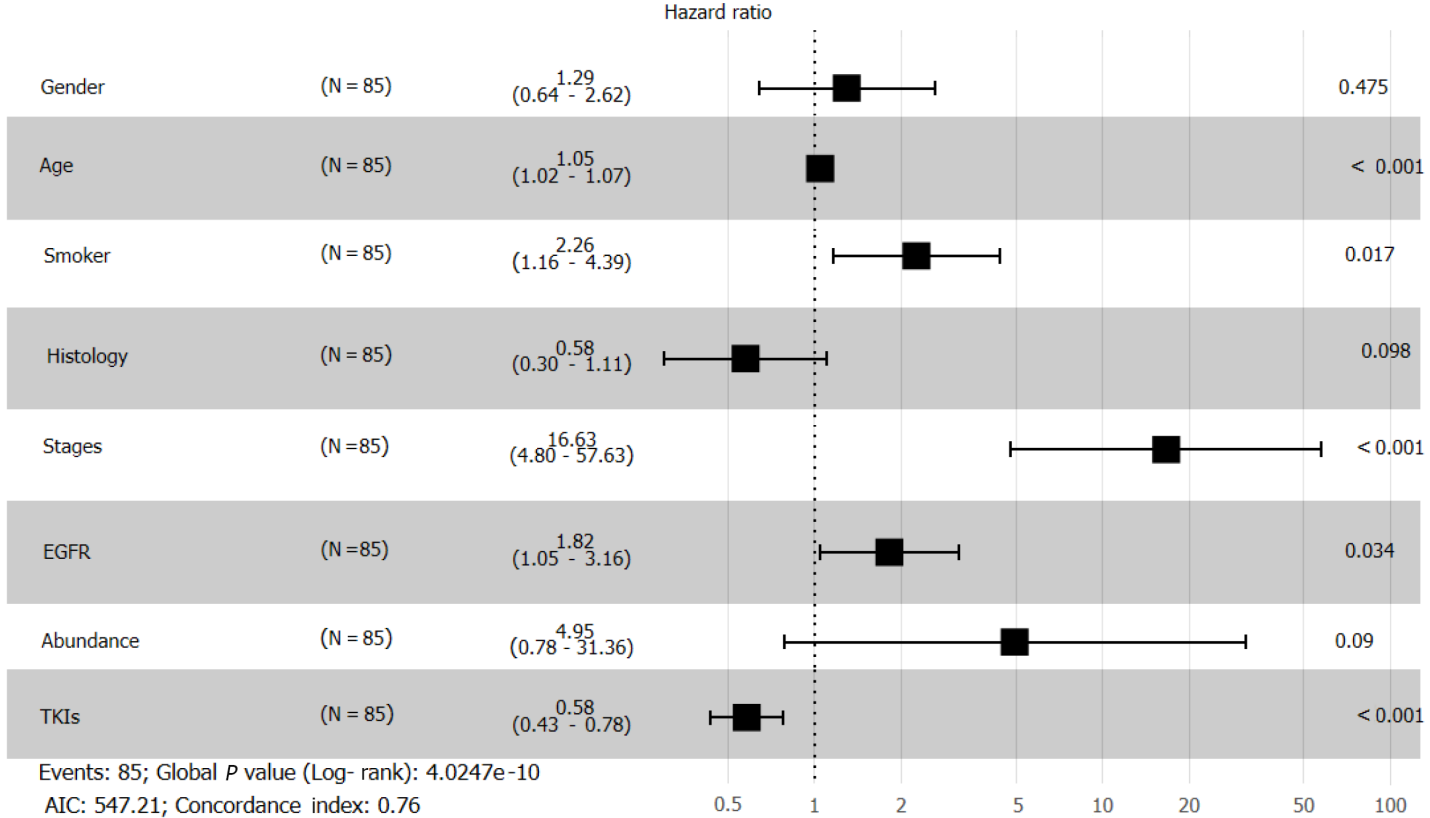 Hazard ratio
Gender (N = 85) 1.29 0.475
(0.64 - 2.62)
Age (N = 85) 1.05 < 0.001
(1.02 - 1.07)
Smoker (N = 85) 2.26 0.017
(1.16 - 4.39)
Histology (N = 85) 0.58 0.098
(0.30 - 1.11)
Stages (N =85) 16.63 < 0.001
(4.80 - 57.63)
EGFR (N =85) 1.82 0.034
(1.05 - 3.16)
Abundance (N = 85) 4.95 0.09
(0.78 - 31.36)
TKIs (N = 85) 0.58 < 0.001
(0.43 - 0.78)
Events: 85; Global P value (Log- rank): 4.0247e-10
AIC: 547.21; Concordance index: 0.76
0.5 1 2 5 10 20 50 100